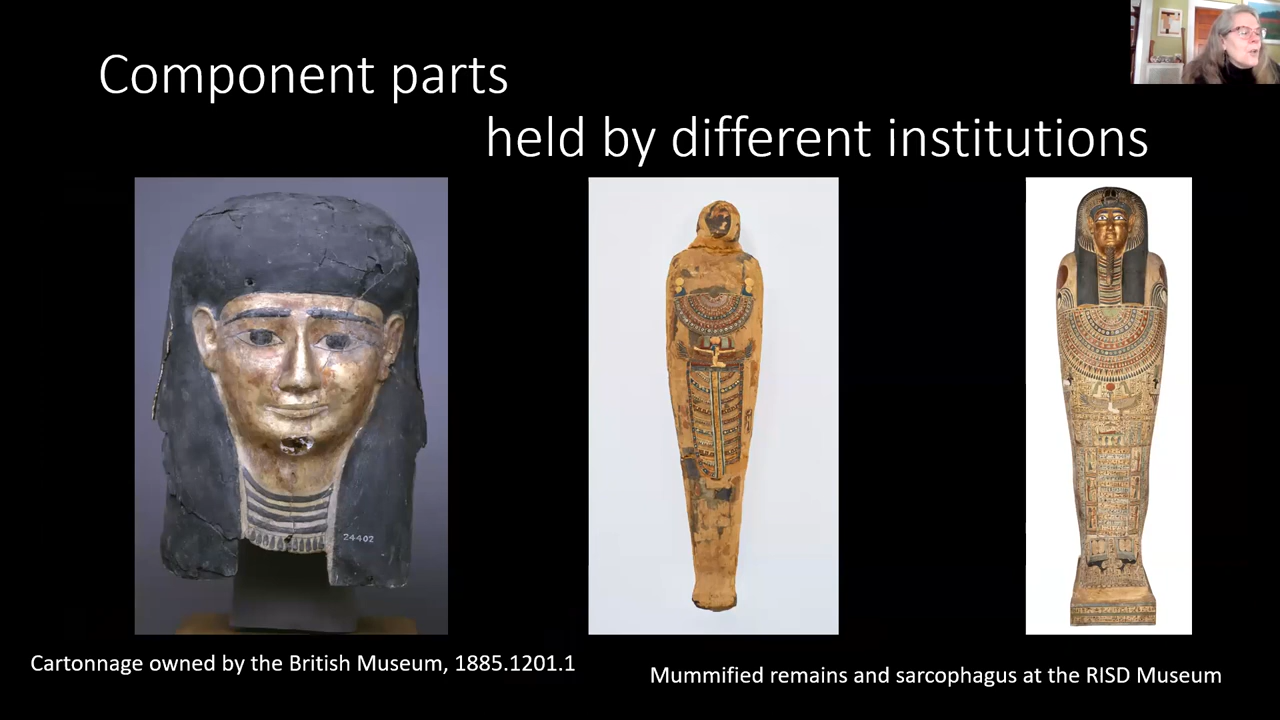 Component parts
held by different institutions
24402
Cartonnage owned by the British Museum, 1885.1201.1
Mummified remains and sarcophagus at the RISD Museum